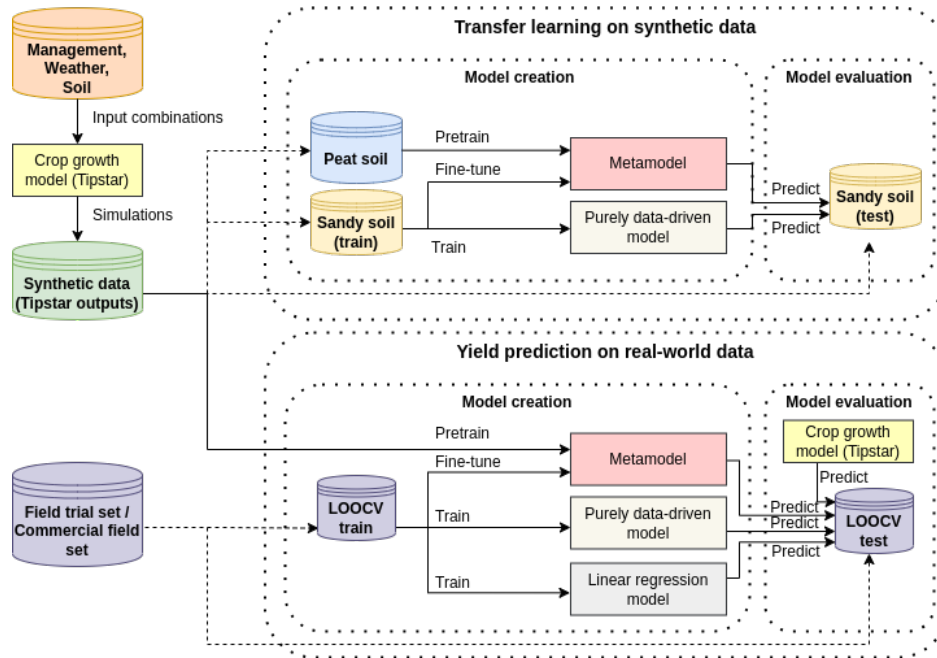 Transfer learning on synthetic data
Management,
Weather,
Soil
Model creation
Model evaluation
Input combinations
Pretrain
Peat soil
Metamodel
Crop growth
model (Tipstar)
Fine-tune
Predict
Sandy soil
(test)
Simulations
Sandy soil
(train)
Purely data-driven
model
Predict
Train
Synthetic data
(Tipstar outputs)
Yield prediction on real-world data
Model creation
Model evaluation
Pretrain
Crop growth
model (Tipstar)
Metamodel
Fine-tune
Predict
Field trial set /
Commercial field
set
LOOCV
train
Train
Purely data-driven
model
Predict
Predict
LOOCV
test
Predict
Train
Linear regression
model